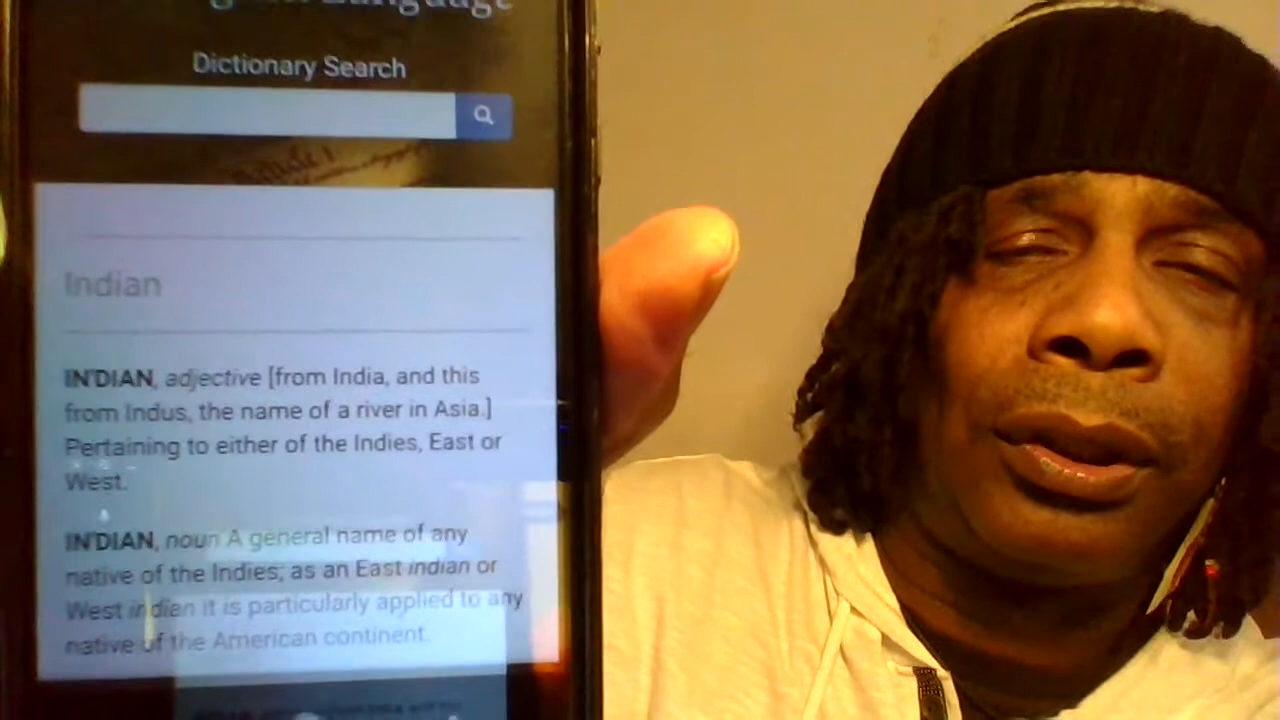 Language
Dictionary Search
Indian
IN'DIAN, adjective [from India, and this
from Indus, the name of a river in Asia.]
Pertaining to either of the Indies, East or
West.
IN'DIAN, noun A general name of any
native of the Indies; as an East indian or
West indian it is particularly applied to any
native of the American continent.